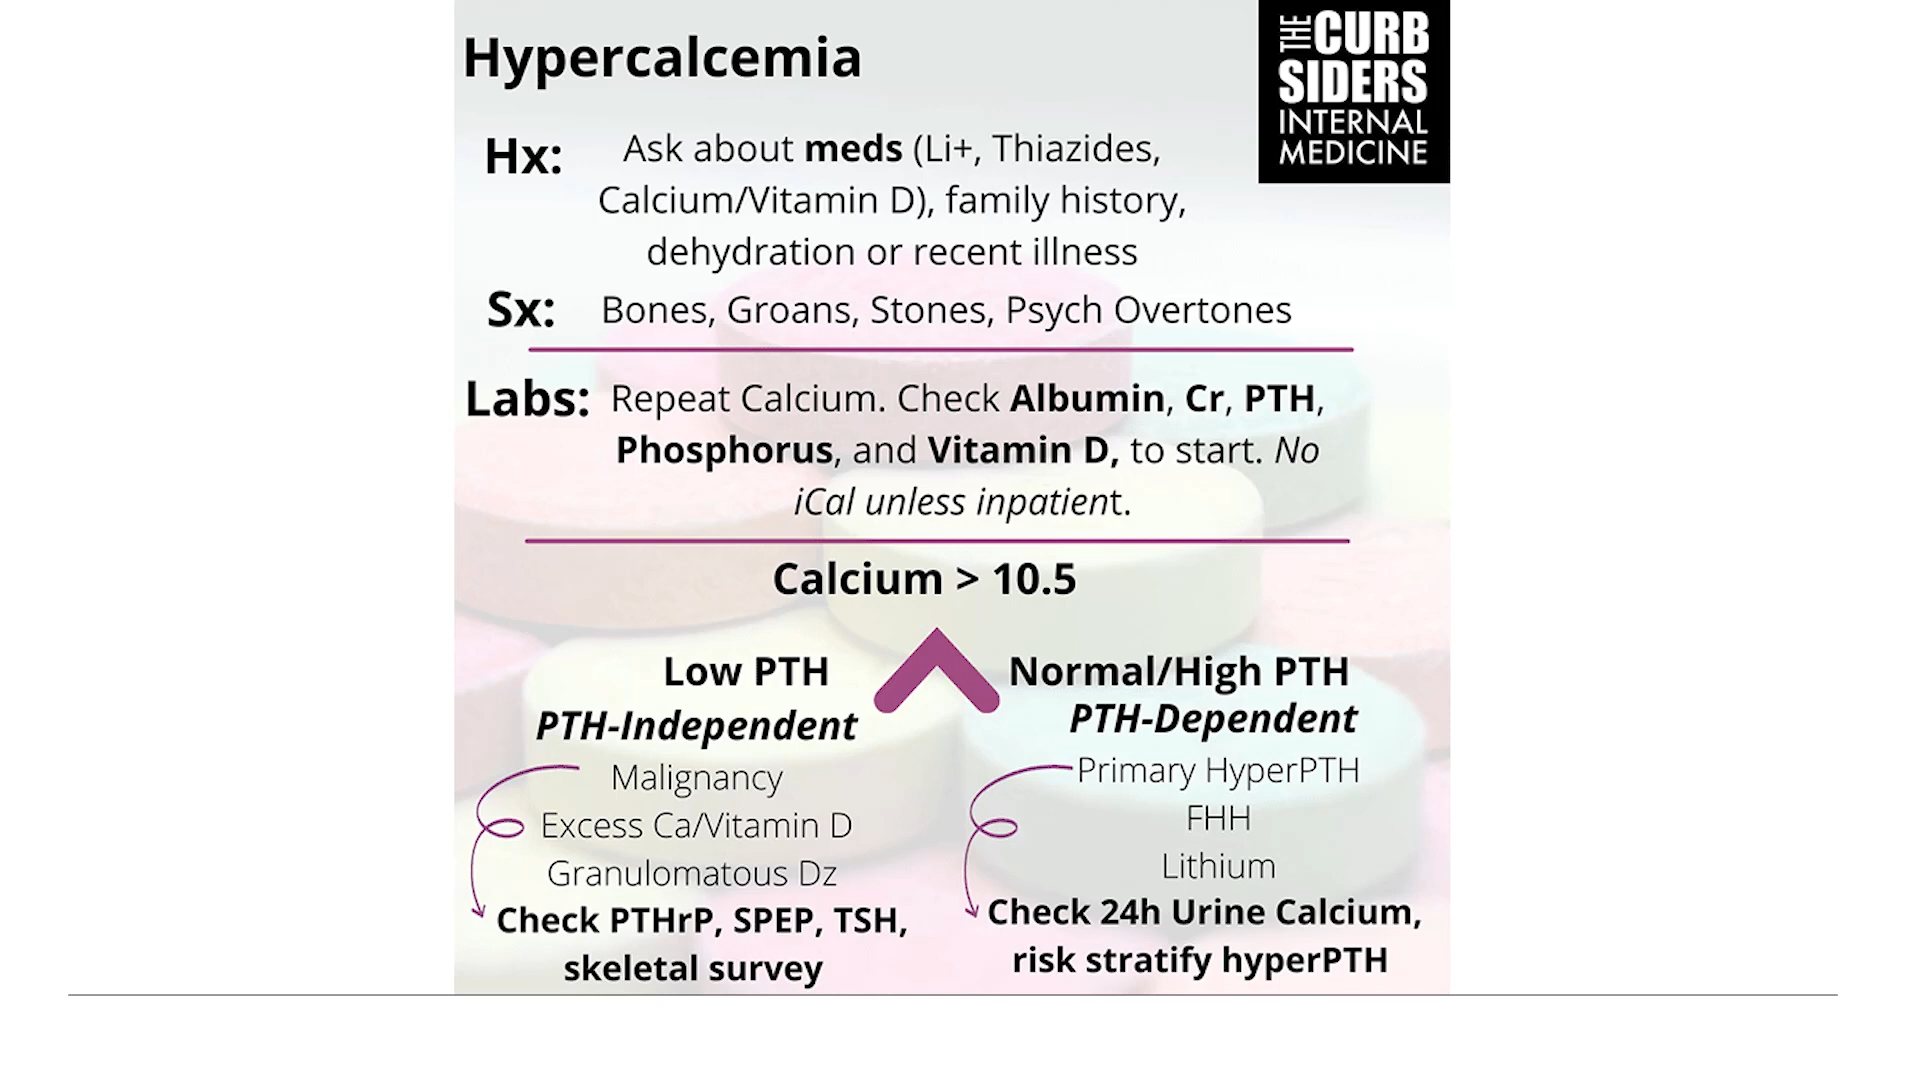 Hypercalcemia
THE CURB
SIDERS
INTERNAL
MEDICINE
Hx: Ask about meds (Li+, Thiazides,
Calcium/Vitamin D), family history,
dehydration or recent illness
Sx: Bones, Groans, Stones, Psych Overtones
Labs: Repeat Calcium. Check Albumin, Cr, PTH,
Phosphorus, and Vitamin D, to start. No
iCal unless inpatient.
Calcium > 10.5
Low PTH
PTH-Independent
Malignancy
Excess Ca/Vitamin D
Granulomatous Dz
Check PTHrP, SPEP, TSH,
skeletal survey
Normal/High PTH
PTH-Dependent
Primary HyperPTH
FHH
Lithium
Check 24h Urine Calcium,
risk stratify hyperPTH